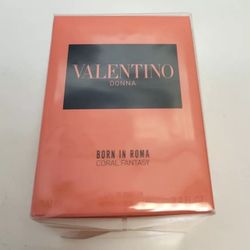 VALENTINO
DONNA
BORN IN ROMA
CORAL FANTASY